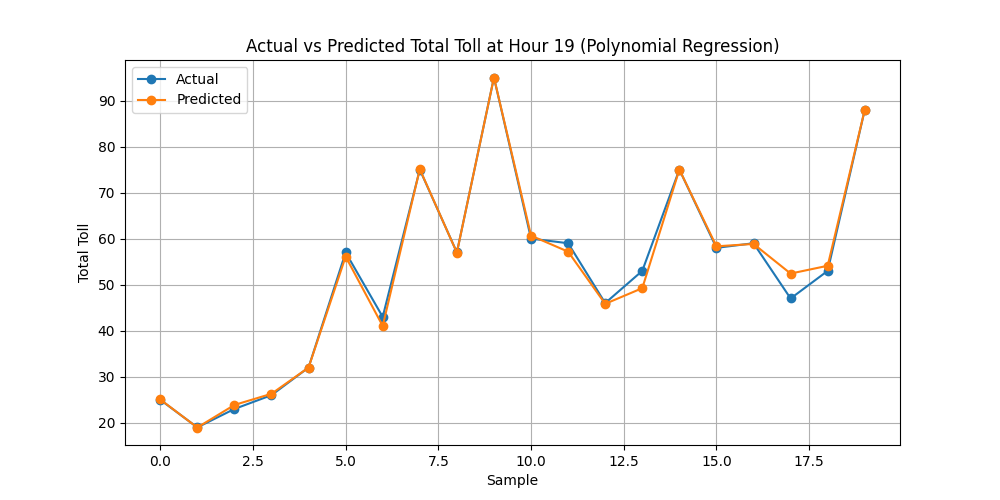 Actual vs Predicted Total Toll at Hour 19 (Polynomial Regression)
Actual
Predicted
90
80
70
60
50
40
30
20
Total Toll
0.0 2.5 5.0 7.5 10.0 12.5 15.0 17.5
Sample